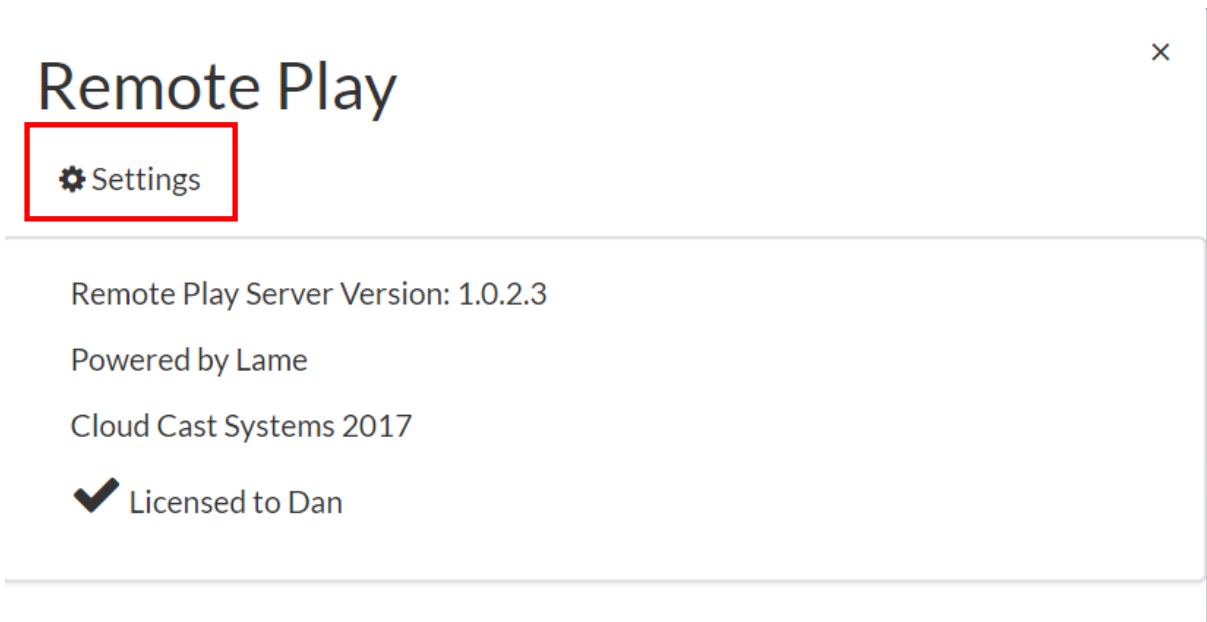 Remote Play
Settings
Remote Play Server Version: 1.0.2.3
Powered by Lame
Cloud Cast Systems 2017
Licensed to Dan